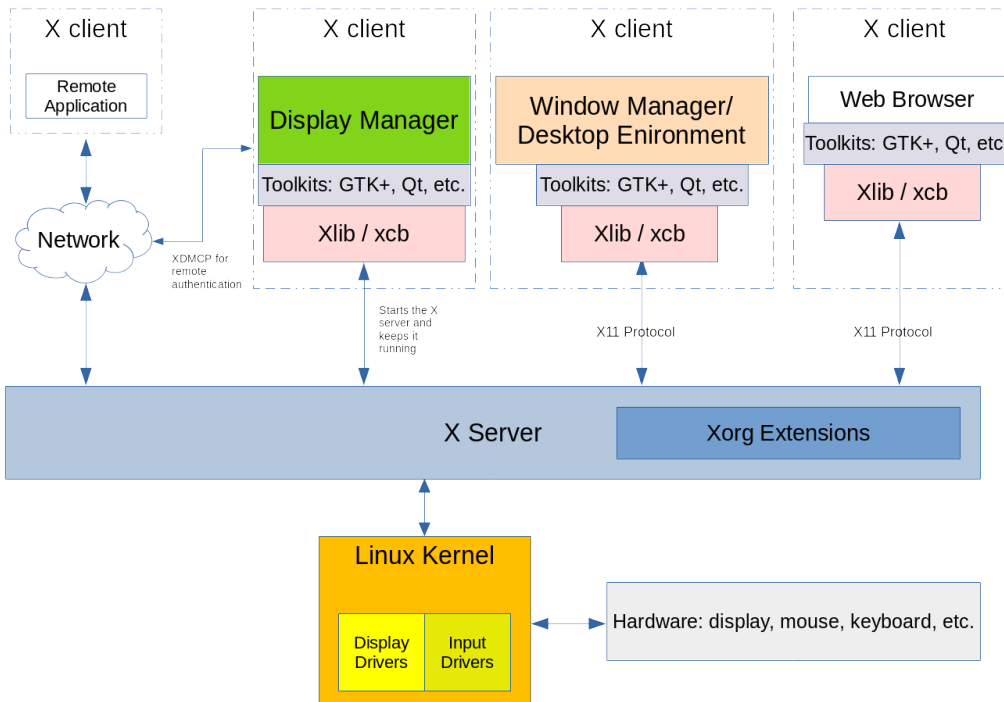 X client
X client
X client
X client
Remote
Application
Display Manager
Window Manager/
Desktop Enironment
Web Browser
Toolkits: GTK+, Qt, etc.
Toolkits: GTK+, Qt, etc.
Toolkits: GTK+, Qt, etc
Xlib / xcb
Xlib / xcb
Xlib / xcb
Network
XDMCP for
remote
authentication
Starts the X
server and
keeps it
running
X11 Protocol
X11 Protocol
X Server
Xorg Extensions
Linux Kernel
Display
Drivers
Input
Drivers
Hardware: display, mouse, keyboard, etc.